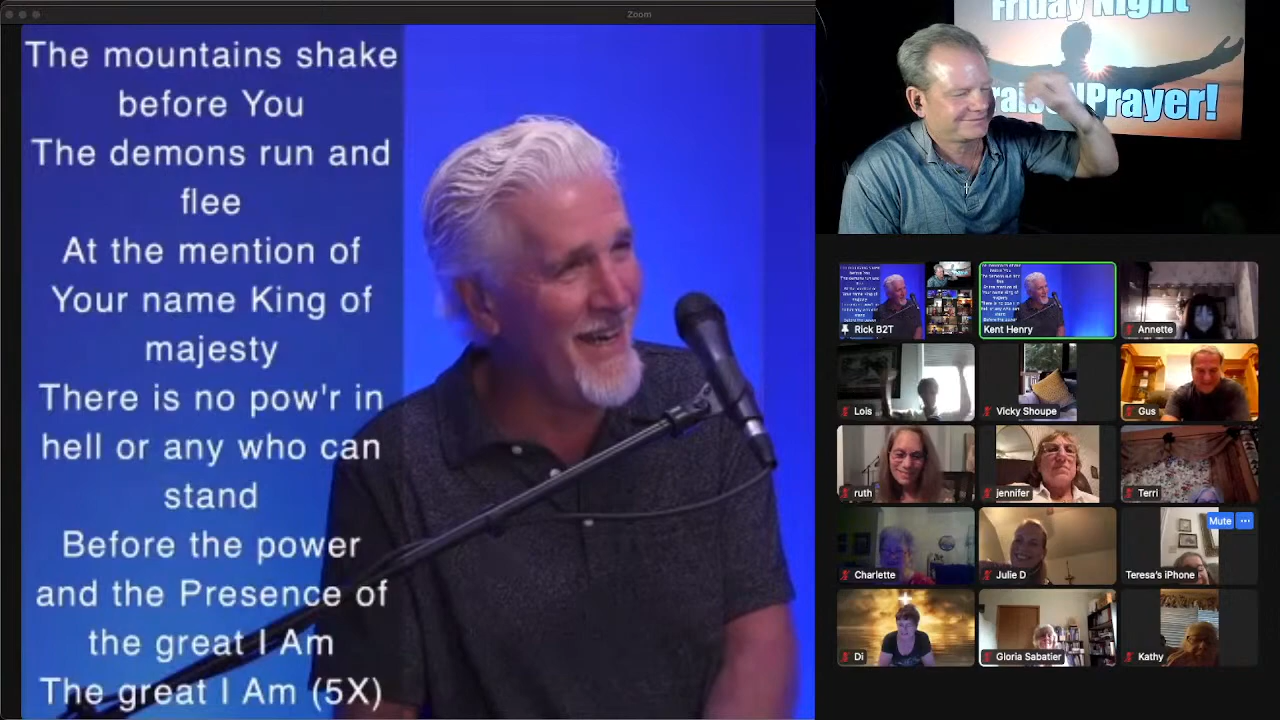 Zoom
The mountains shake
before You
The demons run and
flee
At the mention of
Your name King of
majesty
There is no pow'r in
hell or any who can
stand
Before the power
and the Presence of
the great I Am
The great I Am (5X)
Friday Night
Prayer!
Rick B2T
Kent Henry
Annette
Lois
Vicky Shoupe
Gus
ruth
jennifer
Terri
Charlette
Julie D
Mute ...
Teresa's iPhone
Di
Gloria Sabatier
Kathy